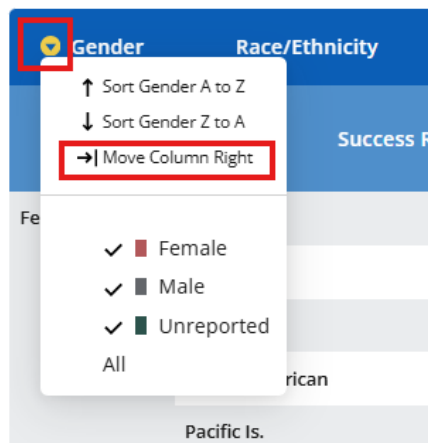 Gender Race/Ethnicity
↑ Sort Gender A to Z
↓ Sort Gender Z to A
Success R
→| Move Column Right
Fe
✓ Female
✓ Male
✓ Unreported
All
rican
Pacific Is.